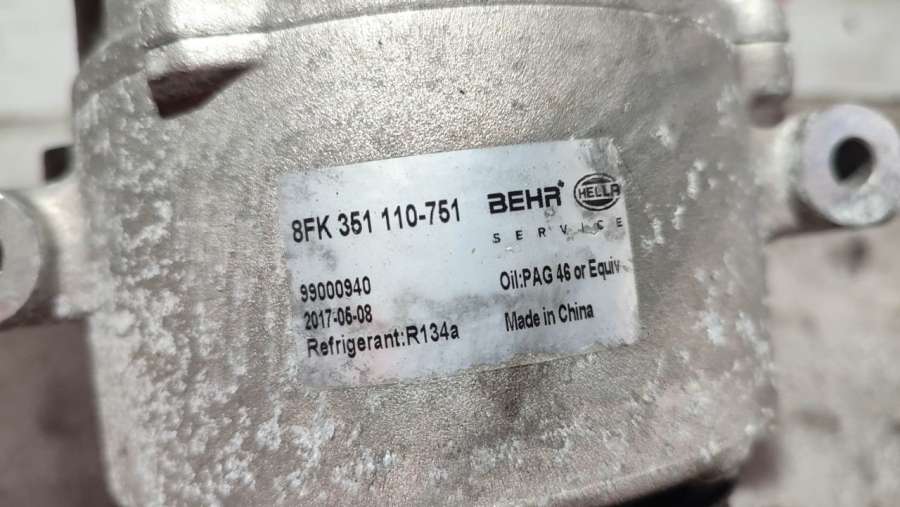 8FK 351 110-751 BEHR HELLA
SERVICE
99000940 Oil:PAG 46 or Equiv
2017-05-08 Made in China
Refrigerant:R134a